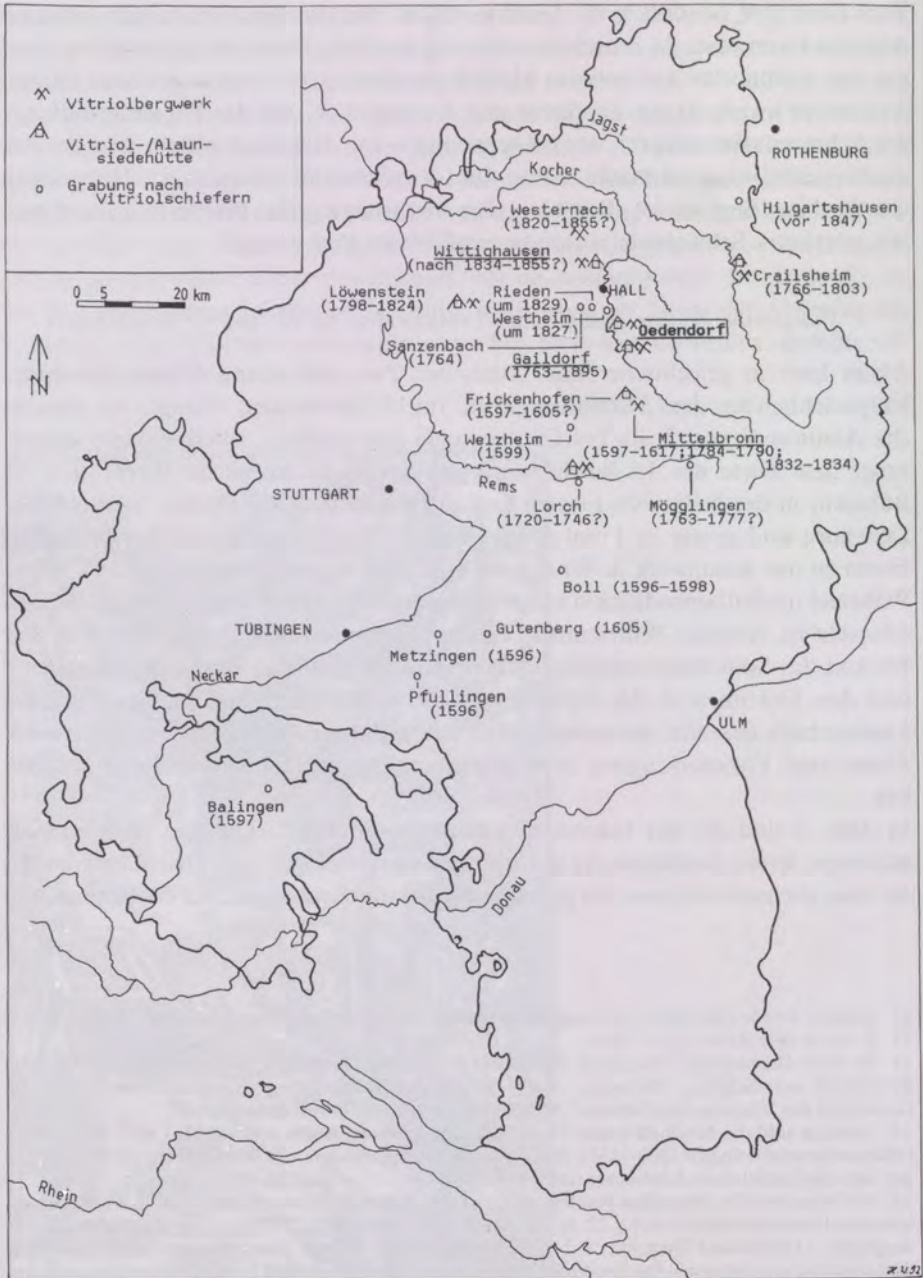 Vitriolbergwerk
Vitriol-/Alaun-
siedehütte
Grabung nach
Vitriolschiefern
0 5 20 km
N
Jagst
Kocher
ROTHENBURG
Hilgartshausen
(vor 1847)
Westernach
(1820-1865?)
Wittighausen
(nach 1834-1855?)
Crailsheim
(1766-1803)
Löwenstein
(1798-1824)
Rieden
(um 1829)
HALL
Westheim
(um 1827)
Oedendorf
Sanzenbach
(1764)
Gaildorf
(1763-1895)
Frickenhofen
(1597-1605?)
Welzheim
(1599)
Mittelbronn
(1597-1617;1784-1790;
1832-1834)
Rems
STUTTGART
Lorch
(1720-1746?)
Mögglingen
(1763-1777?)
Boll (1596-1598)
TÜBINGEN
Gutenberg (1605)
Metzingen (1596)
Neckar
Pfullingen
(1596)
ULM
Balingen
(1597)
Donau
Rhein